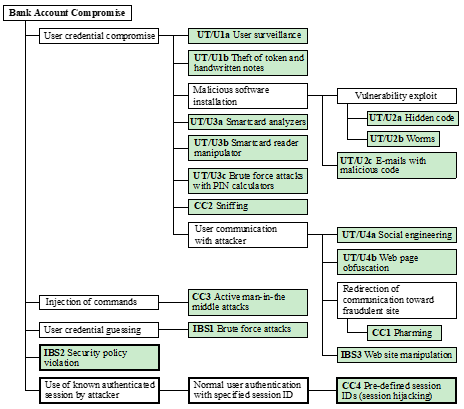 Bank Account Compromise
User credential compromise
UT/U1a User surveillance
UT/U1b Theft of token and
handwritten notes
Malicious software
installation
Vulnerability exploit
UT/U2a Hidden code
UT/U2b Worms
UT/U2c E-mails with
malicious code
UT/U3a Smartcard analyzers
UT/U3b Smartcard reader
manipulator
UT/U3c Brute force attacks
with PIN calculators
CC2 Sniffing
User communication
with attacker
UT/U4a Social engineering
UT/U4b Web page
obfuscation
Redirection of
communication toward
fraudulent site
CC1 Pharming
IBS3 Web site manipulation
Injection of commands
CC3 Active man-in-the
middle attacks
User credential guessing
IBS1 Brute force attacks
IBS2 Security policy
violation
Use of known authenticated
session by attacker
Normal user authentication
with specified session ID
CC4 Pre-defined session
IDs (session hijacking)